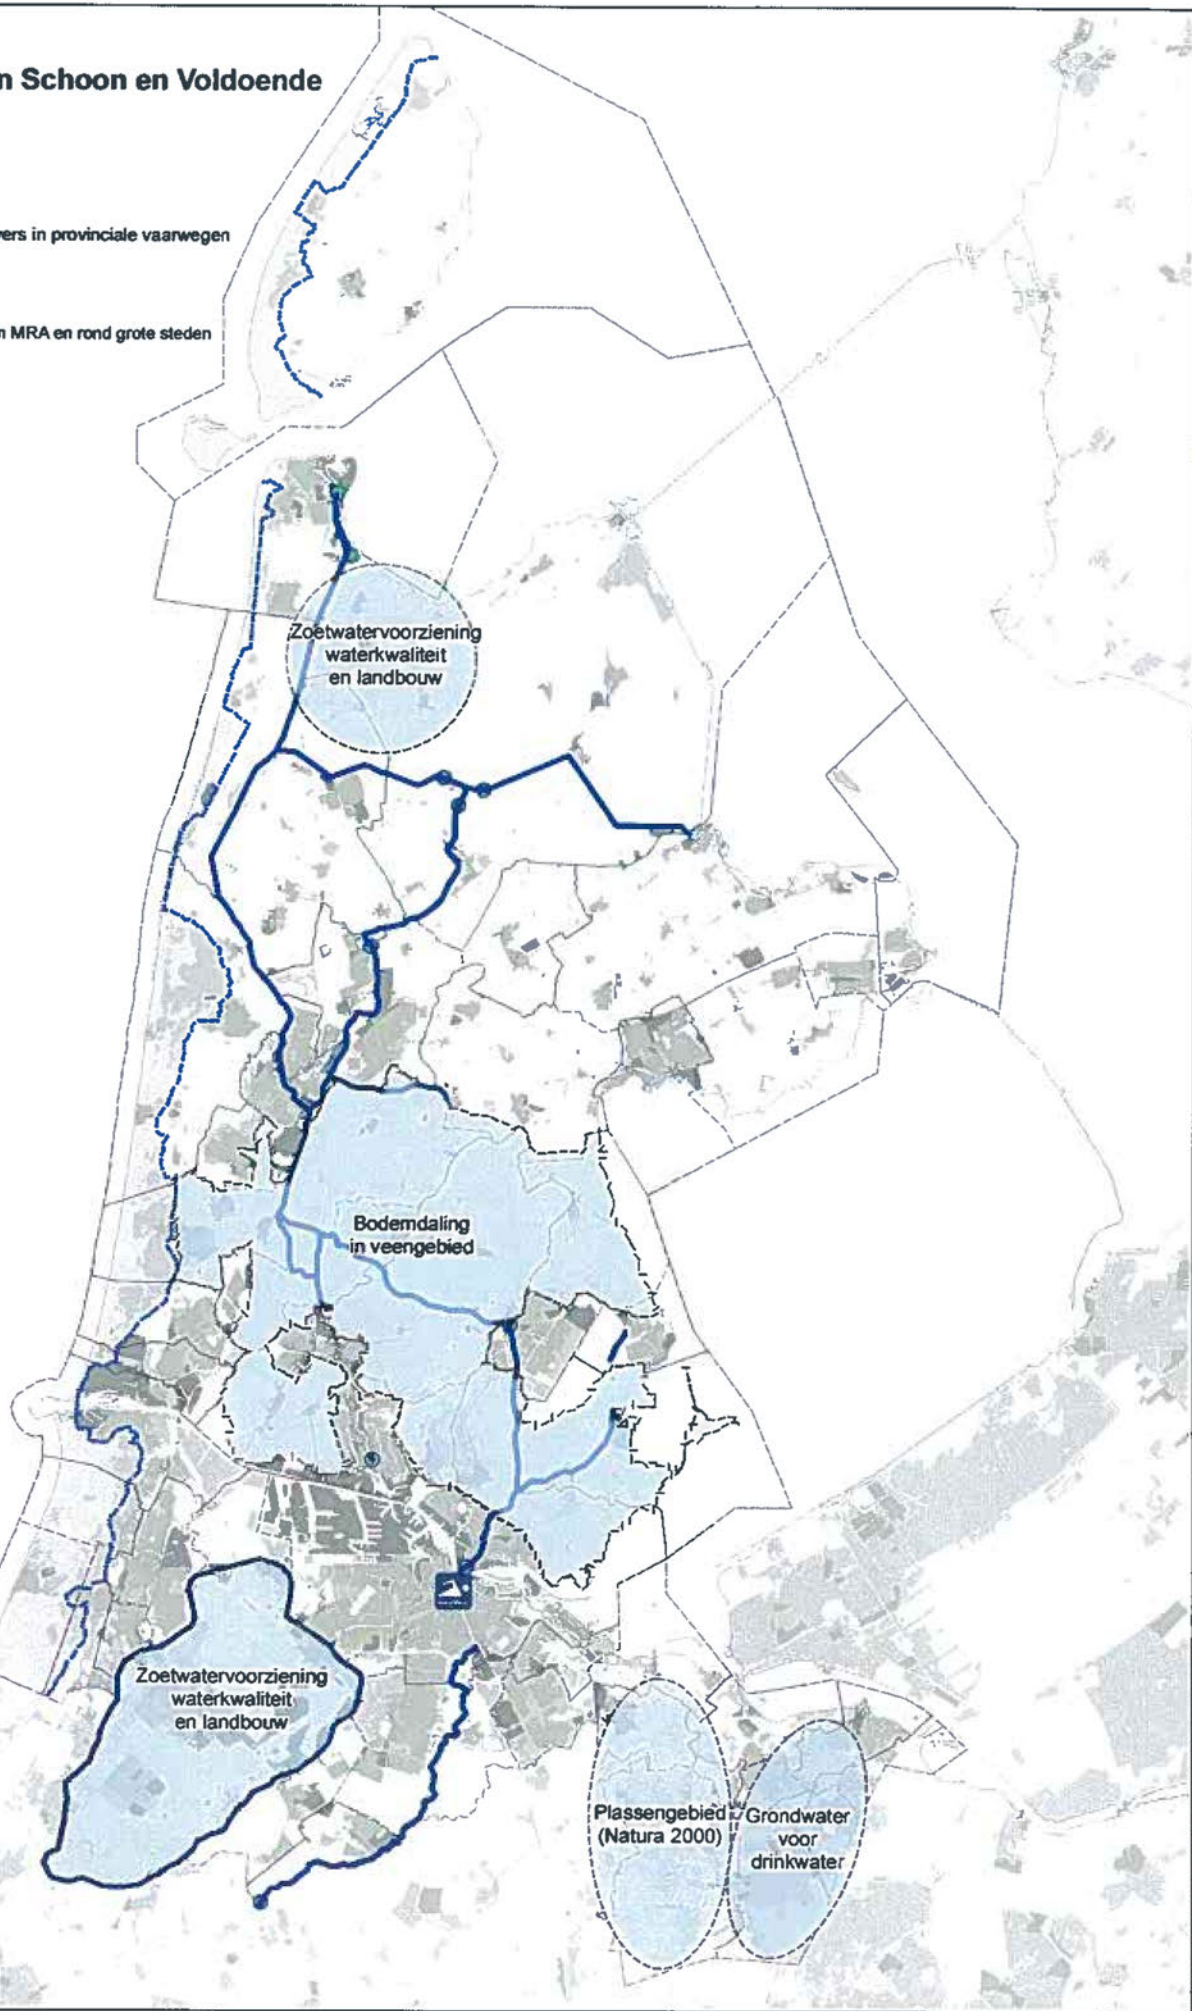 n Schoon en Voldoende
ers in provinciale vaarwegen
n MRA en rond grote steden
Zoetwatervoorziening
waterkwaliteit
en landbouw
Bodemdaling
in veengebied
Zoetwatervoorziening
waterkwaliteit
en landbouw
Plassengebied
(Natura 2000)
Grondwater
voor
drinkwater